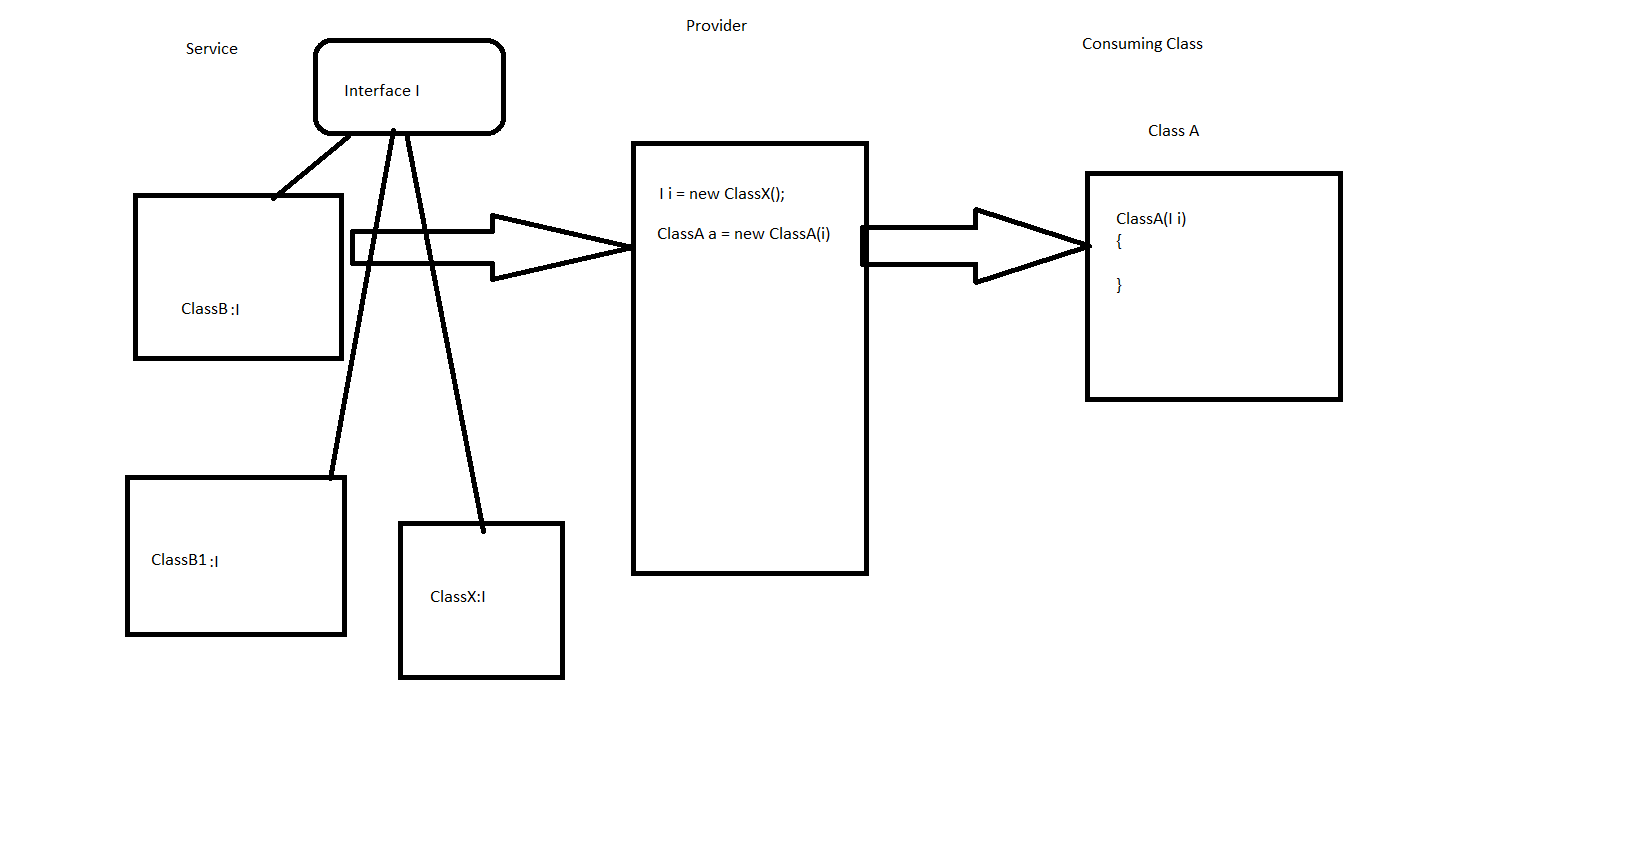 Service
Provider
Consuming Class
Interface I
Class A
I i = new ClassX();
ClassA a = new ClassA(i)
ClassA(I i)
{
}
ClassB :I
ClassB1 :I
ClassX:I